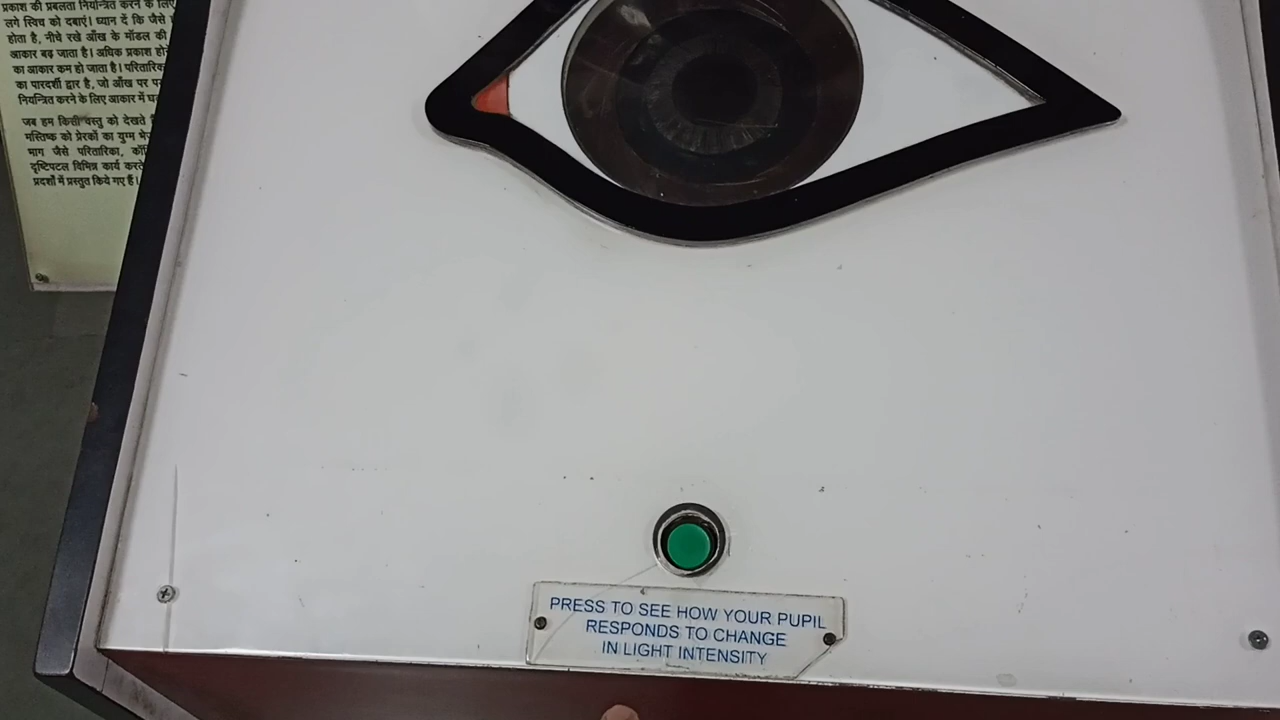 प्रकाश की प्रबलता नियन्त्रित करने के लिए
लगे स्विच को दबाएं। ध्यान दें कि जैसे
होता है, नीचे रखे आँख के मॉडल की
आकार बढ़ जाता है। अधिक प्रकाश होने
का आकार कम हो जाता है। परितारिका
का पारदर्शी द्वार है, जो आँख पर
नियन्त्रित करने के लिए आकार में
जब हम किसी वस्तु को देखते
मस्तिष्क को प्रेरकों का युग्म
भाग जैसे परितारिका,
दृष्टिपटल विभिन्न कार्य करते
प्रदर्शों में प्रस्तुत किये गए हैं।
PRESS TO SEE HOW YOUR PUPIL
RESPONDS TO CHANGE
IN LIGHT INTENSITY